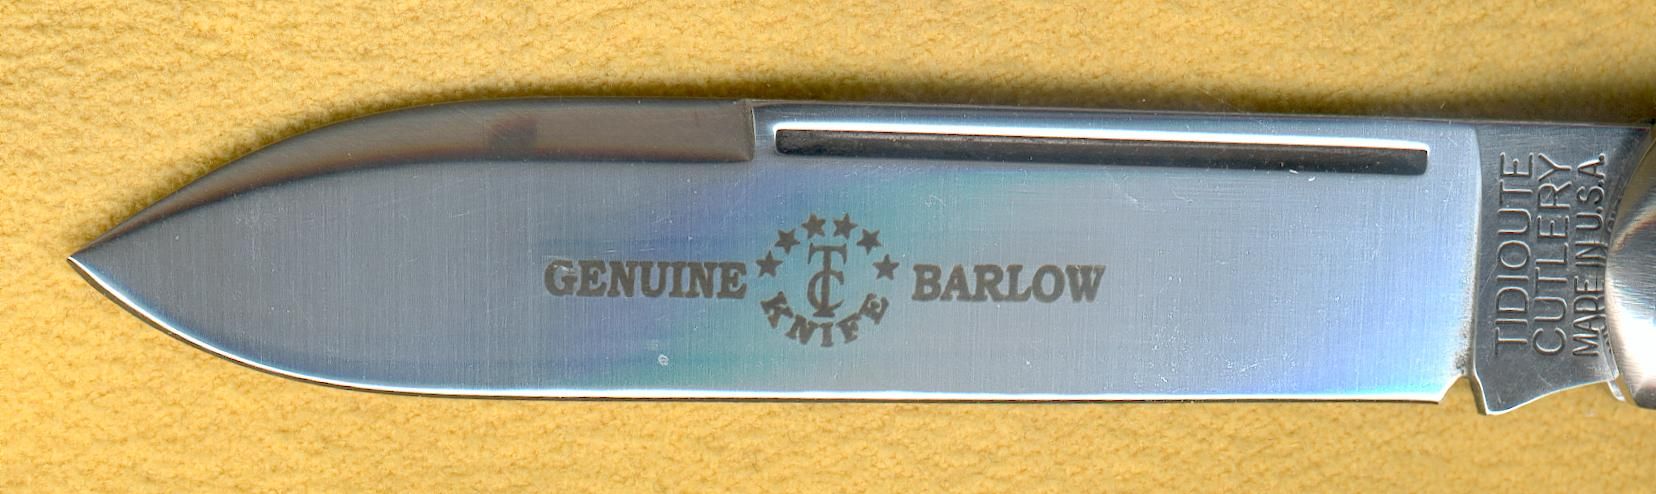 GENUINE TC KNIFE BARLOW
TIDIOUTE
CUTLERY
MADE IN U.S.A.